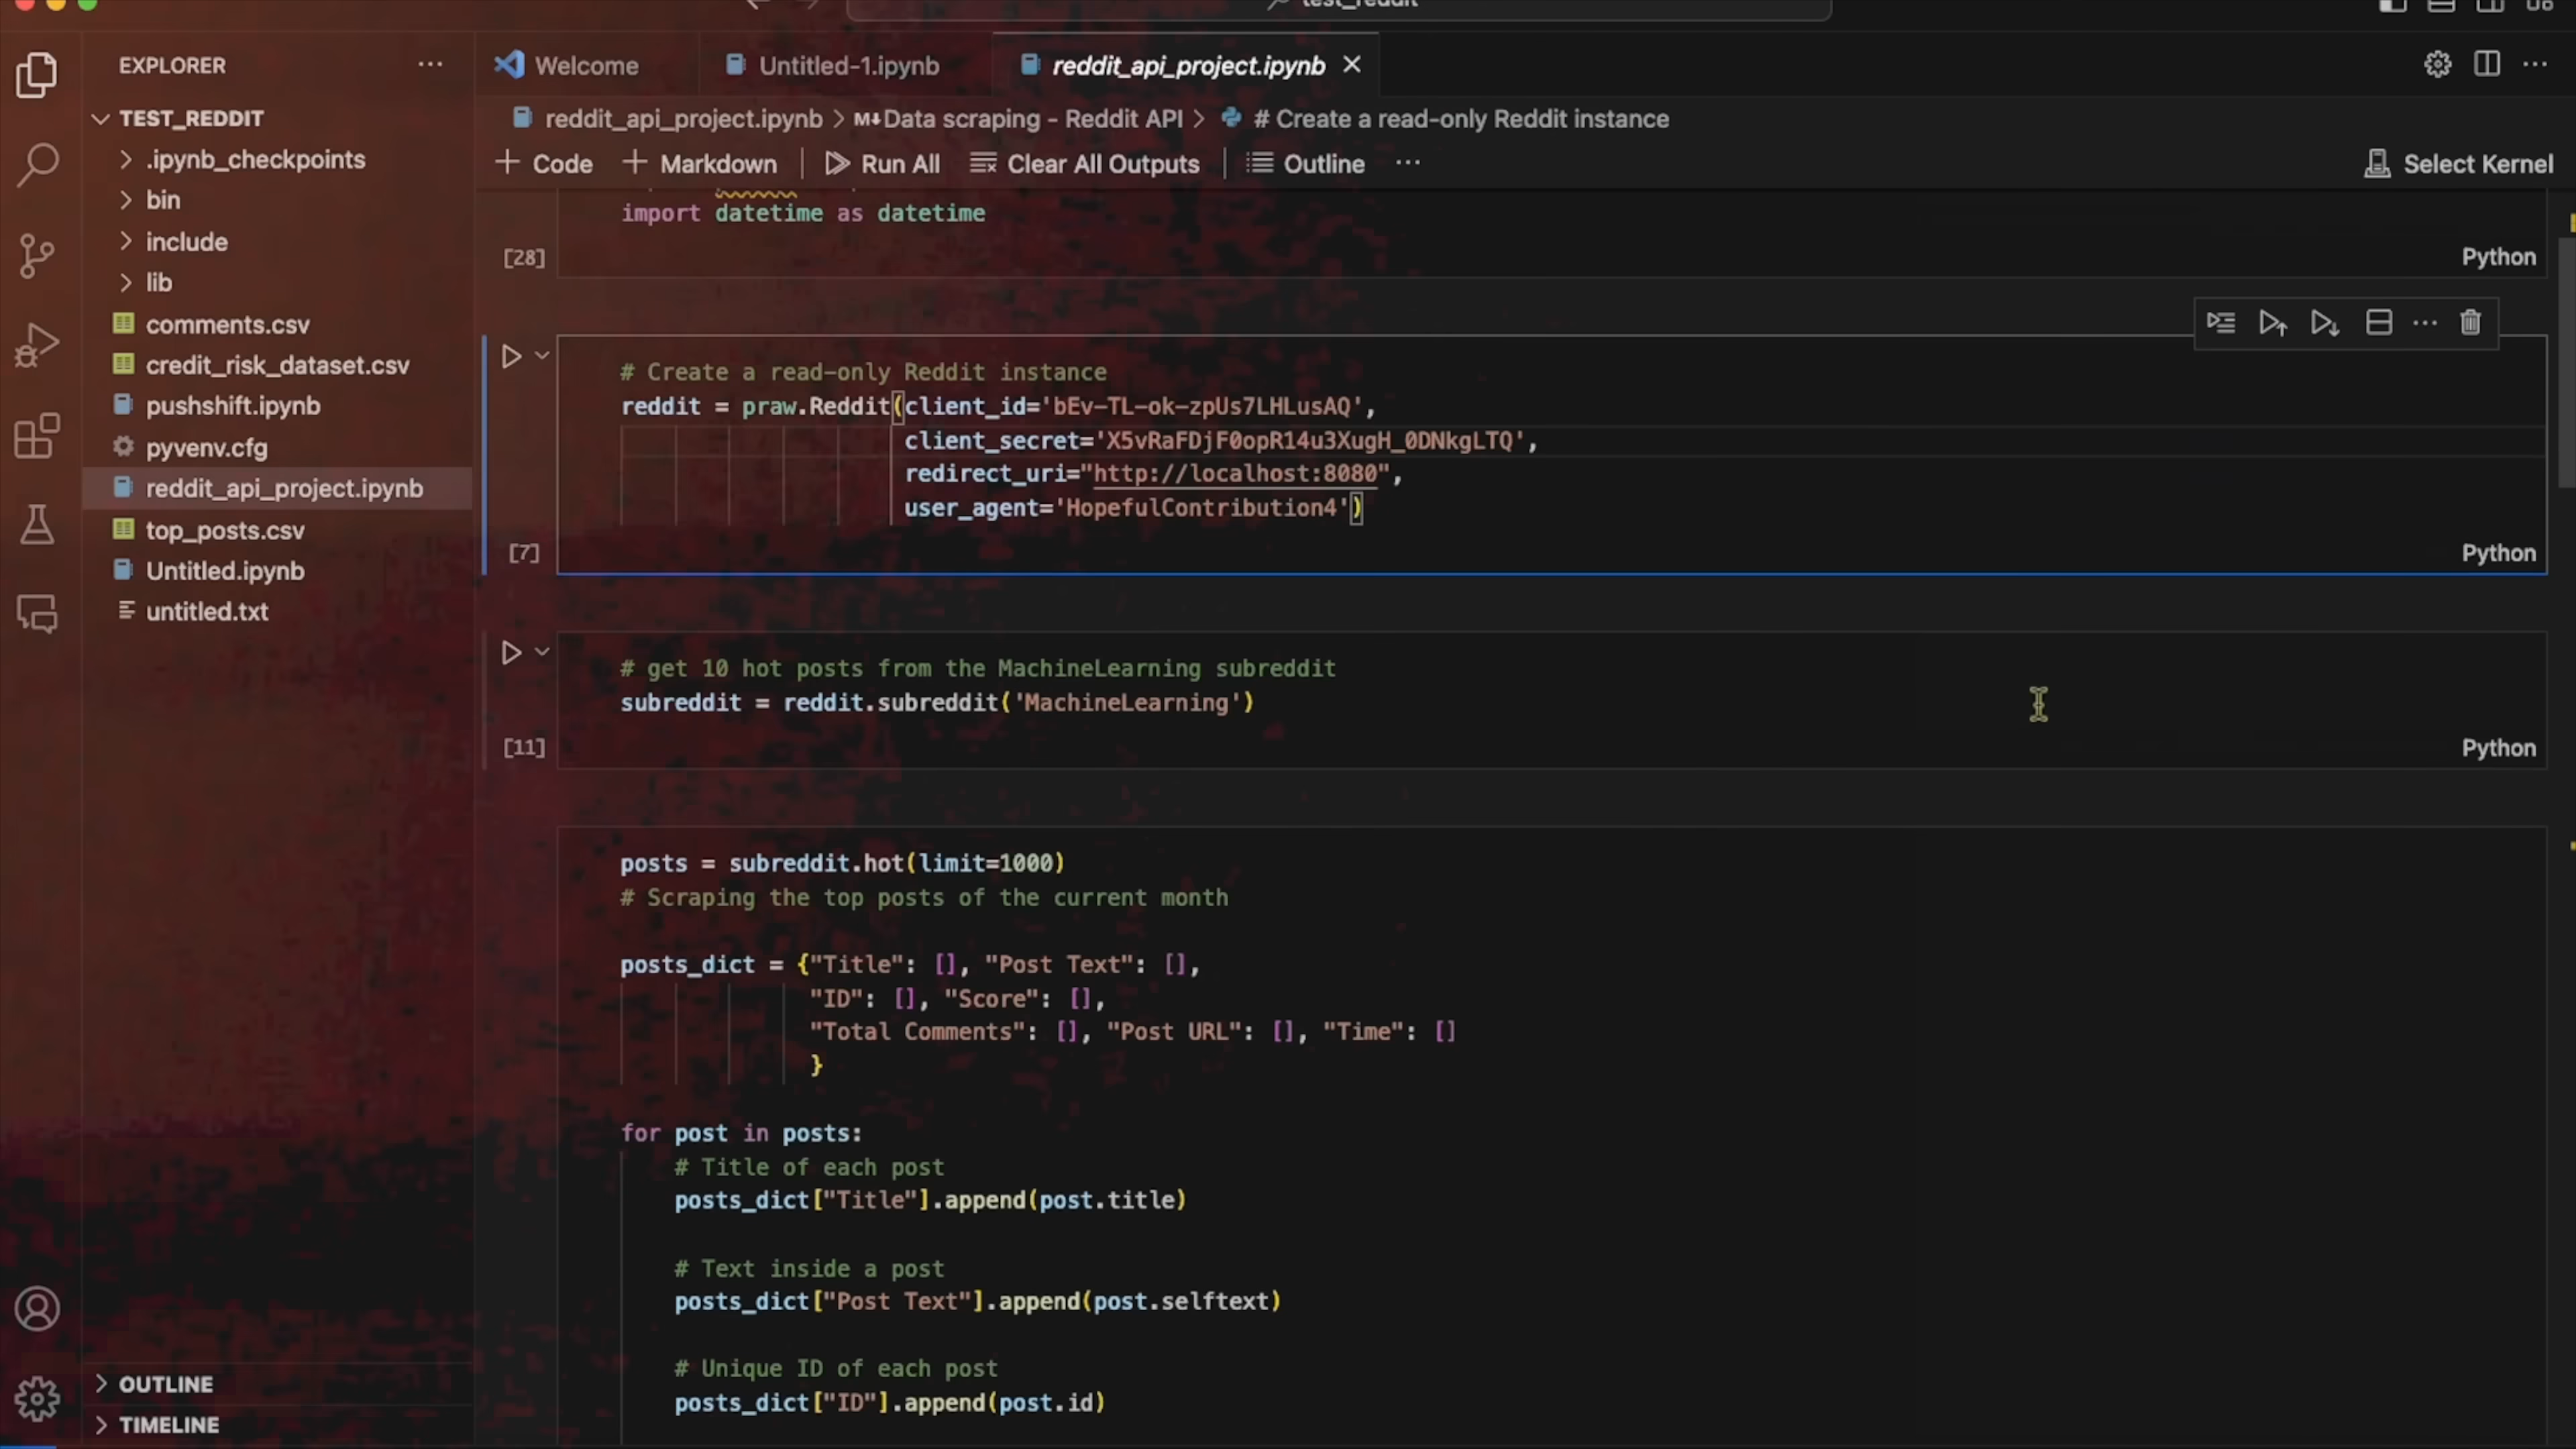 test_reddit
EXPLORER
Welcome
Untitled-1.ipynb
reddit_api_project.ipynb
TEST_REDDIT
reddit_api_project.ipynb > M↓Data scraping - Reddit API > # Create a read-only Reddit instance
.ipynb_checkpoints
+ Code + Markdown | Run All Clear All Outputs | Outline ...
Select Kernel
bin
include
lib
comments.csv
credit_risk_dataset.csv
pushshift.ipynb
pyvenv.cfg
reddit_api_project.ipynb
top_posts.csv
Untitled.ipynb
untitled.txt
OUTLINE
TIMELINE
import datetime as datetime
[28]
Python
# Create a read-only Reddit instance
reddit = praw.Reddit(client_id='bEv-TL-ok-zpUs7LHLusAQ',
client_secret='X5vRaFDjF0opR14u3XugH_0DNkgLTQ',
redirect_uri="http://localhost:8080",
user_agent='HopefulContribution4')
[7]
Python
# get 10 hot posts from the MachineLearning subreddit
subreddit = reddit.subreddit('MachineLearning')
[11]
Python
posts = subreddit.hot(limit=1000)
# Scraping the top posts of the current month
posts_dict = {"Title": [], "Post Text": [],
"ID": [], "Score": [],
"Total Comments": [], "Post URL": [], "Time": []
}
for post in posts:
# Title of each post
posts_dict["Title"].append(post.title)
# Text inside a post
posts_dict["Post Text"].append(post.selftext)
# Unique ID of each post
posts_dict["ID"].append(post.id)